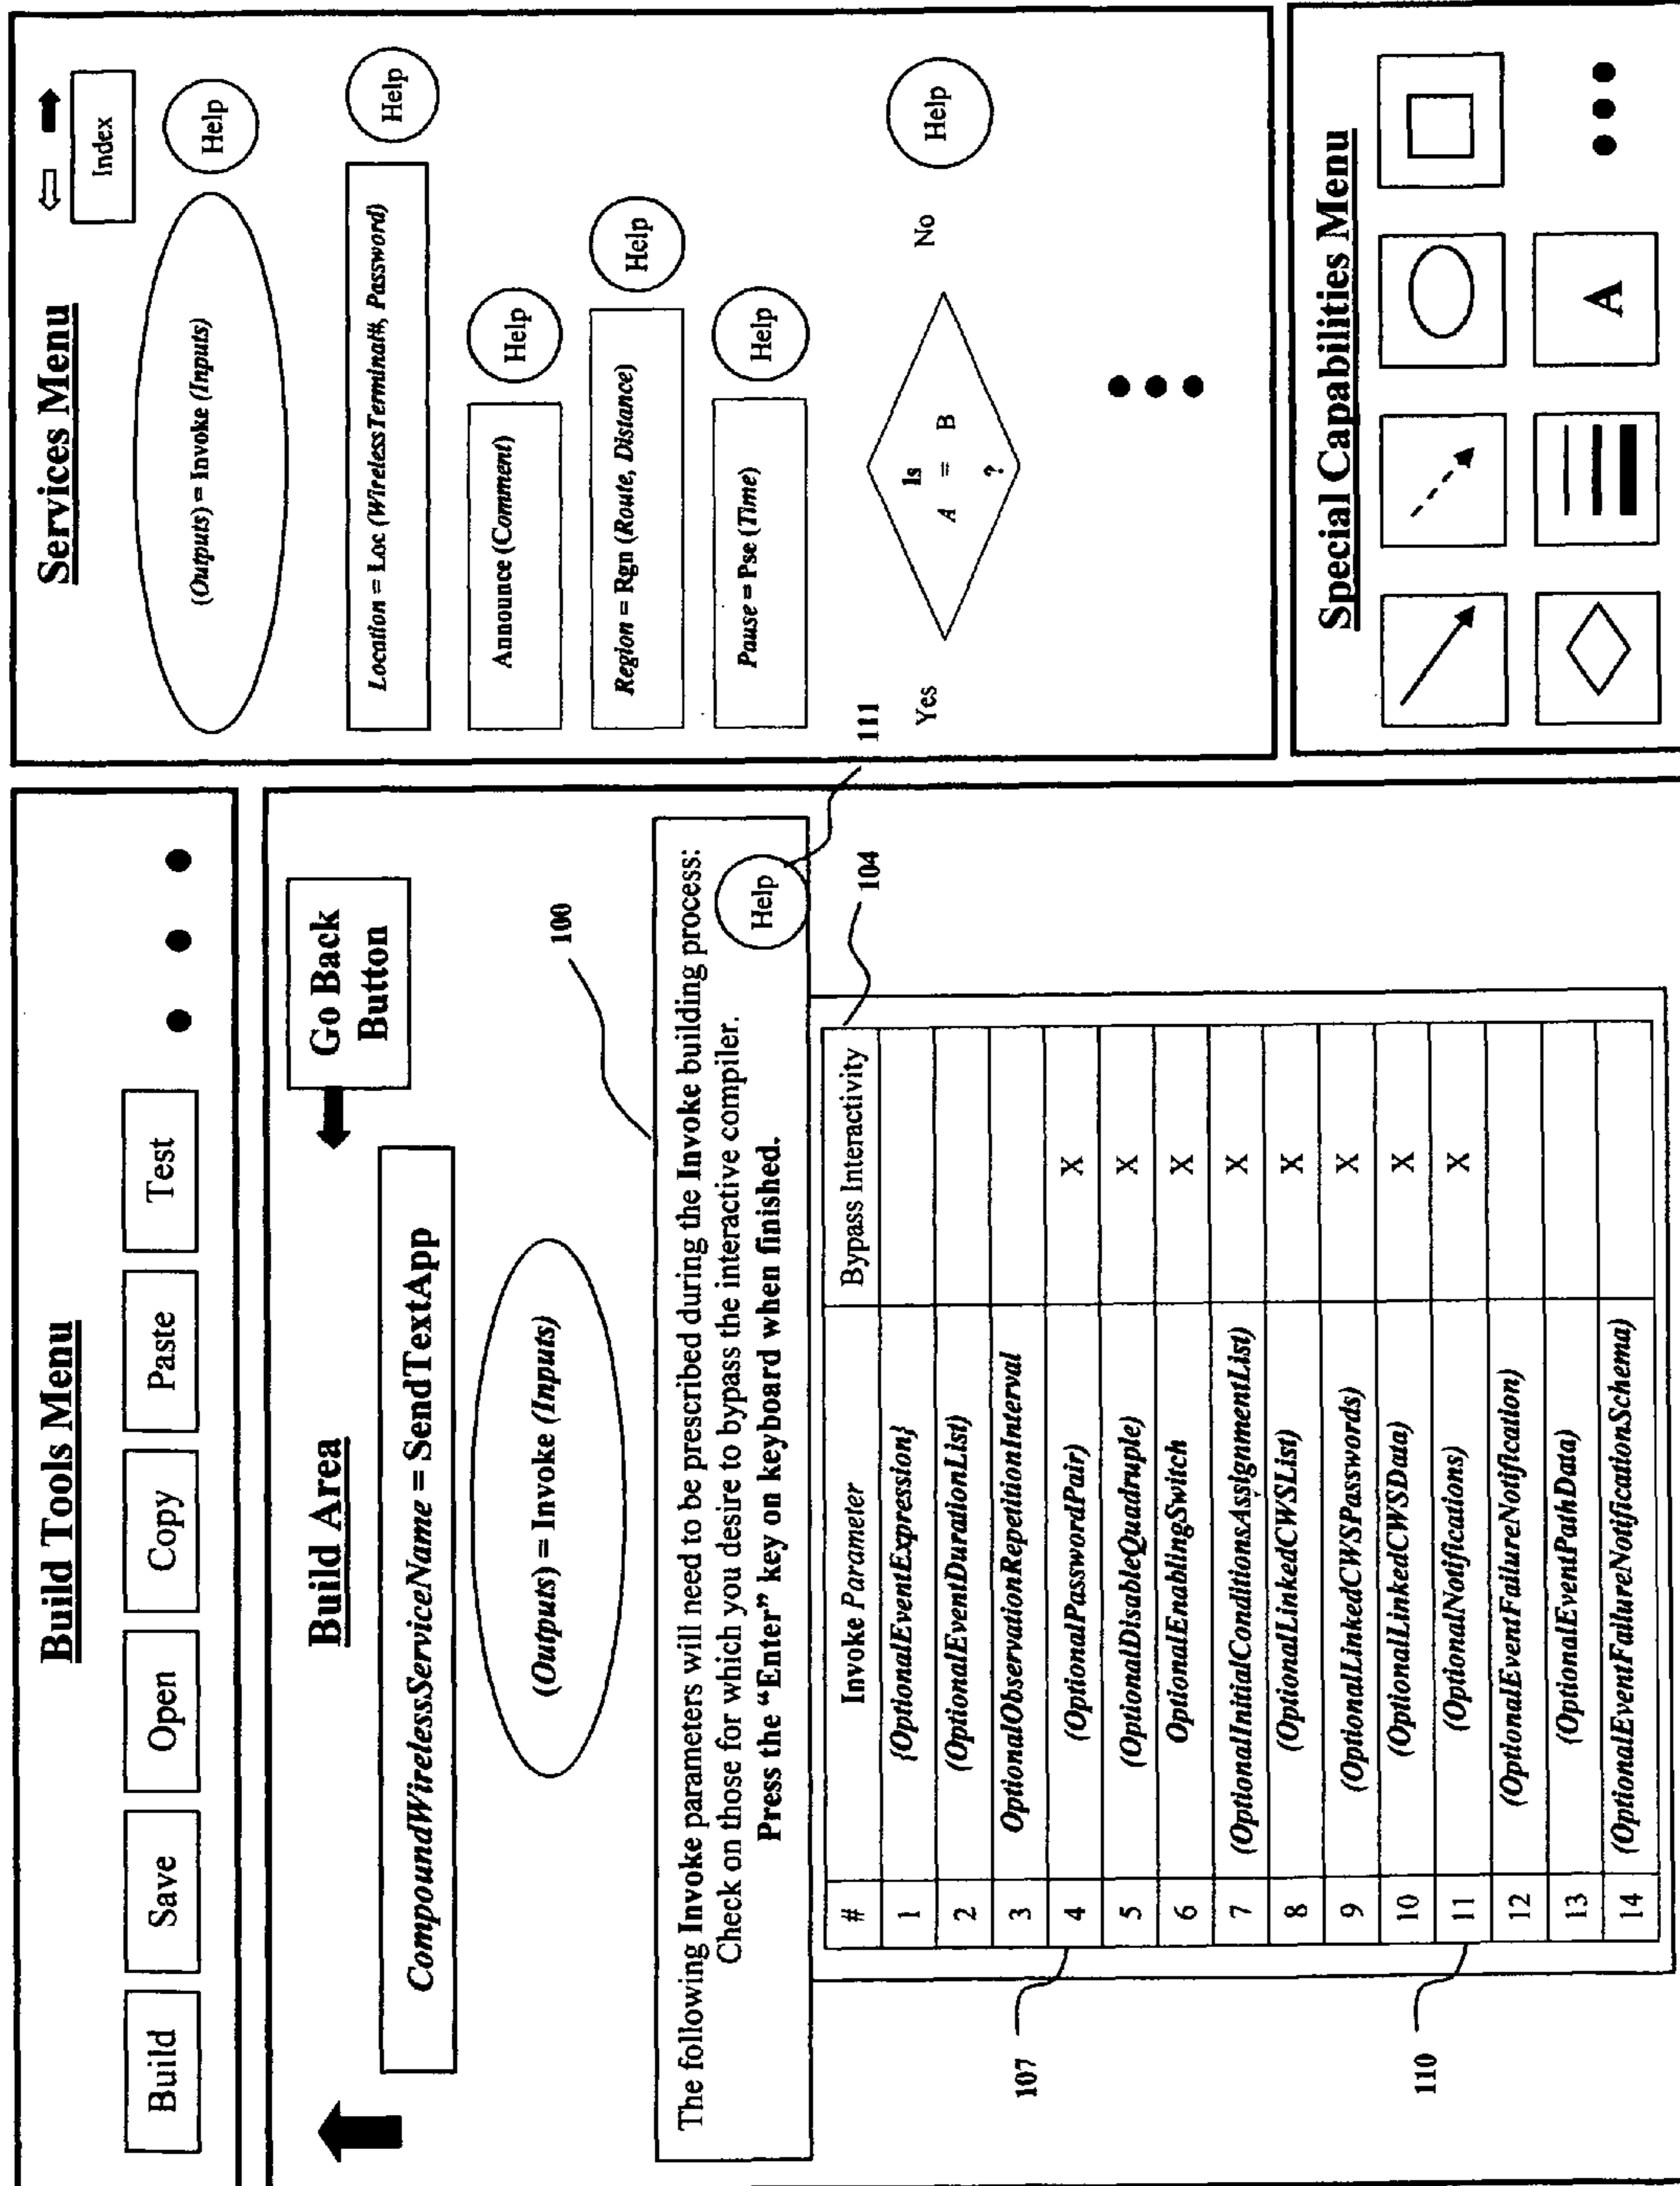 Build Tools Menu
Build
Save
Open
Copy
Paste
Test
Build Area
Go Back
Button
CompoundWirelessServiceName = SendTextApp
(Outputs) = Invoke (Inputs)
100
The following Invoke parameters will need to be prescribed during the Invoke building process:
Check on those for which you desire to bypass the interactive compiler.
Press the “Enter” key on keyboard when finished.
Help
111
104
# Invoke Parameter Bypass Interactivity
1 {OptionalEventExpression}
2 (OptionalEventDurationList)
3 OptionalObservationRepetitionInterval
4 (OptionalPasswordPair) X
5 (OptionalDisableQuadruple) X
6 OptionalEnablingSwitch X
7 (OptionalInitialConditionsAssignmentList) X
8 (OptionalLinkedCWSList) X
9 (OptionalLinkedCWSPasswords) X
10 (OptionalLinkedCWSData) X
11 (OptionalNotifications) X
12 (OptionalEventFailureNotification)
13 (OptionalEventPathData)
14 (OptionalEventFailureNotificationSchema)
107
110
Services Menu
Index
(Outputs) = Invoke (Inputs)
Help
Location = Loc (WirelessTerminal#, Password)
Help
Announce (Comment)
Help
Region = Rgn (Route, Distance)
Help
Pause = Pse (Time)
Help
Yes
Is
A = B
?
No
Help
Special Capabilities Menu
A